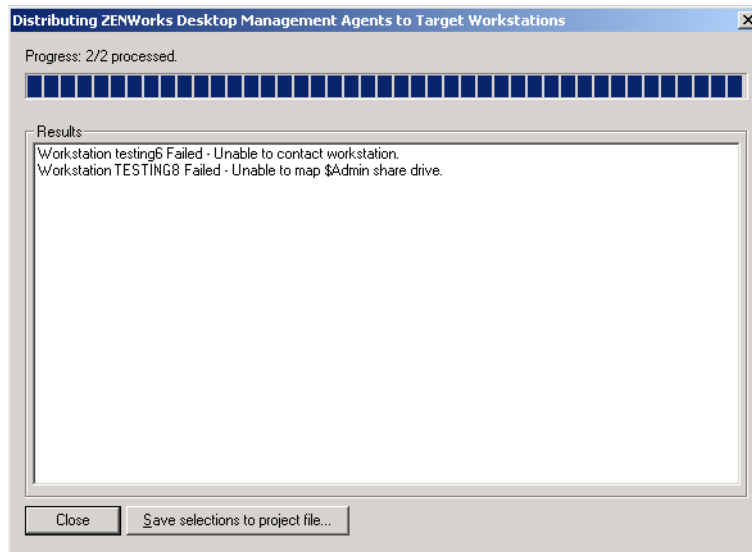 Distributing ZENWorks Desktop Management Agents to Target Workstations
Progress: 2/2 processed.
Results
Workstation testing6 Failed - Unable to contact workstation.
Workstation TESTING8 Failed - Unable to map $Admin share drive.
Close
Save selections to project file...